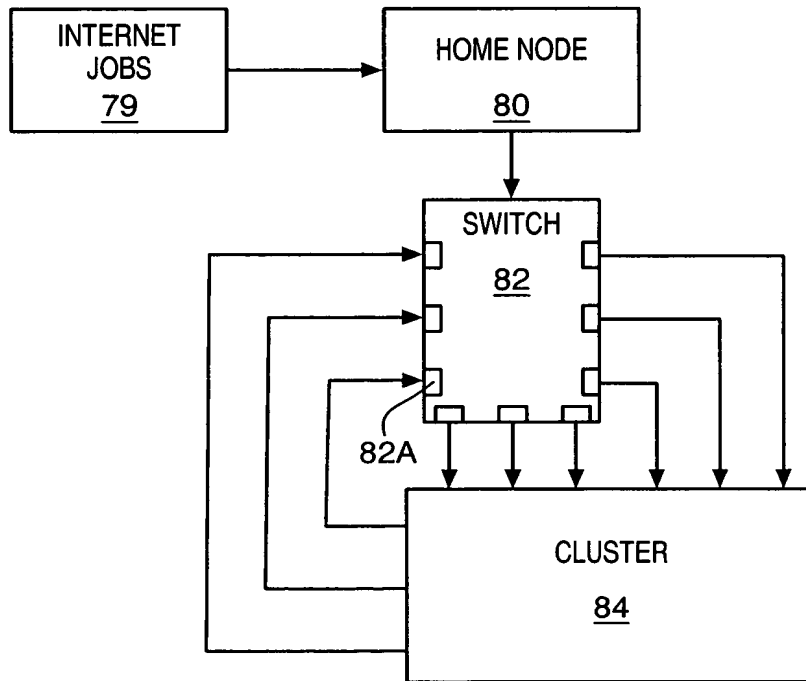 INTERNET
JOBS
79
HOME NODE
80
SWITCH
82
82A
CLUSTER
84